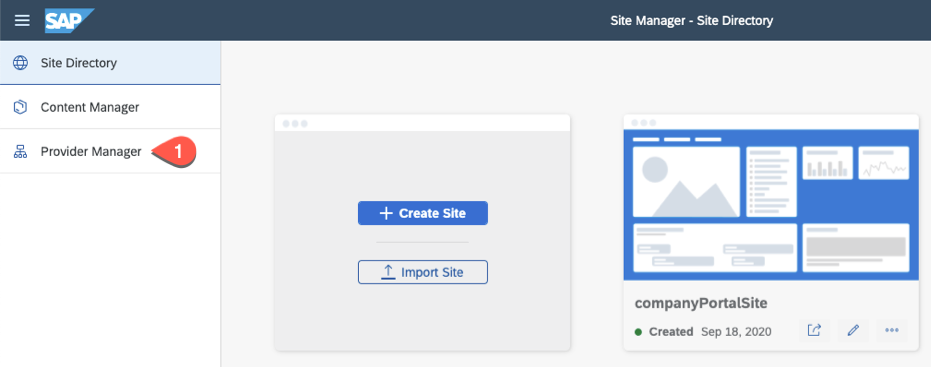 SAP
Site Manager - Site Directory
Site Directory
Content Manager
Provider Manager
1
Create Site
Import Site
companyPortalSite
Created Sep 18, 2020